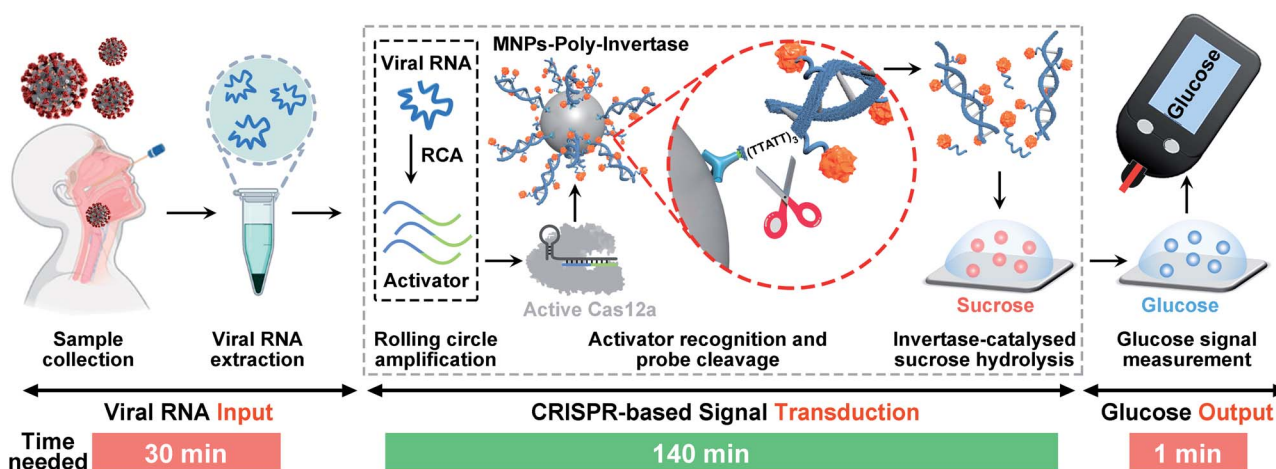 MNPs-Poly-Invertase
Viral RNA
RCA
Activator
Active Cas12a
(TTATT)3
Glucose
Sucrose
Glucose
Sample
collection
Viral RNA
extraction
Rolling circle
amplification
Activator recognition and
probe cleavage
Invertase-catalysed
sucrose hydrolysis
Glucose signal
measurement
Viral RNA Input
CRISPR-based Signal Transduction
Glucose Output
Time
needed
30 min
140 min
1 min